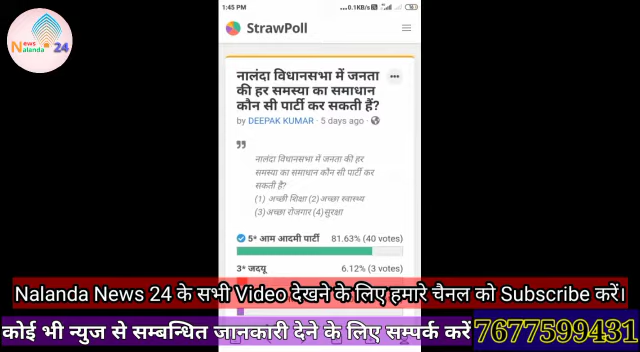 News
Nalanda 24
1:45 PM
...0.1KB/s
StrawPoll
नालंदा विधानसभा में जनता
की हर समस्या का समाधान
कौन सी पार्टी कर सकती हैं?
by DEEPAK KUMAR · 5 days ago ·
नालंदा विधानसभा में जनता की हर
समस्या का समाधान कौन सी पार्टी कर
सकती हैं?
(1) अच्छी शिक्षा (2) अच्छा स्वास्थ्य
(3) अच्छा रोजगार (4) सुरक्षा
5* आम आदमी पार्टी 81.63% (40 votes)
3* जदयू 6.12% (3 votes)
Nalanda News 24 के सभी Video देखने के लिए हमारे चैनल को Subscribe करें।
कोई भी न्युज से सम्बन्धित जानकारी देने के लिए सम्पर्क करें 7677599431